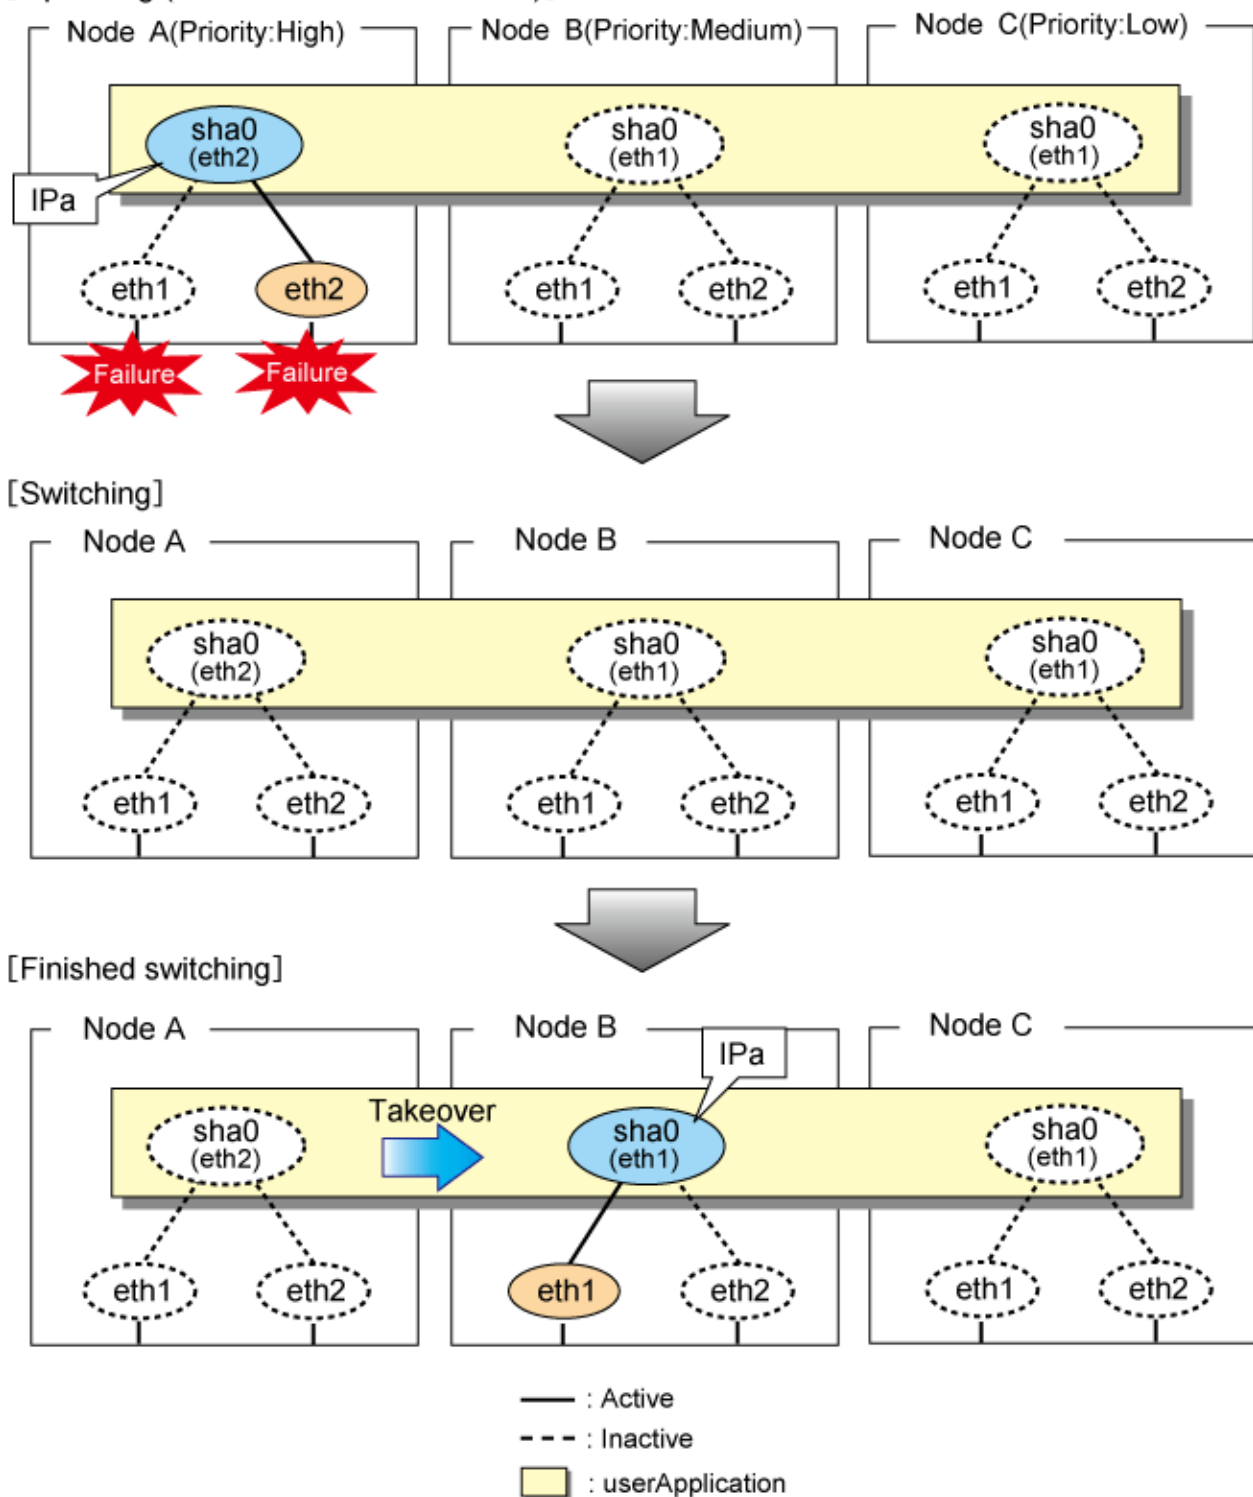 Node A(Priority:High)
Node B(Priority:Medium)
Node C(Priority:Low)
sha0
(eth2)
sha0
(eth1)
sha0
(eth1)
IPa
eth1
eth2
eth1
eth2
eth1
eth2
Failure
Failure
[Switching]
Node A
Node B
Node C
sha0
(eth2)
sha0
(eth1)
sha0
(eth1)
eth1
eth2
eth1
eth2
eth1
eth2
[Finished switching]
Node A
Node B
Node C
IPa
Takeover
sha0
(eth2)
sha0
(eth1)
sha0
(eth1)
eth1
eth2
eth1
eth2
eth1
eth2
: Active
: Inactive
: userApplication